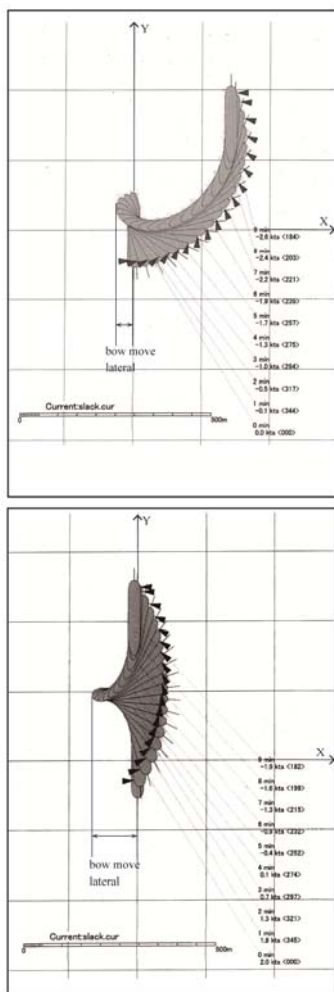 Y
X
9 min
-2.6 kts <184>
8 min
-2.4 kts <203>
7 min
-2.2 kts <221>
6 min
-1.9 kts <239>
5 min
-1.7 kts <257>
4 min
-1.3 kts <275>
3 min
-1.0 kts <294>
2 min
-0.5 kts <317>
1 min
-0.1 kts <344>
0 min
0.0 kts <000>
bow move
lateral
Current:slack.cur
0 500m
Y
X
9 min
-1.9 kts <182>
8 min
-1.6 kts <198>
7 min
-1.3 kts <215>
6 min
-0.9 kts <232>
5 min
-0.4 kts <252>
4 min
0.1 kts <274>
3 min
0.7 kts <297>
2 min
1.3 kts <321>
1 min
1.8 kts <346>
0 min
2.0 kts <000>
bow move
lateral
Current:slack.cur
0 500m